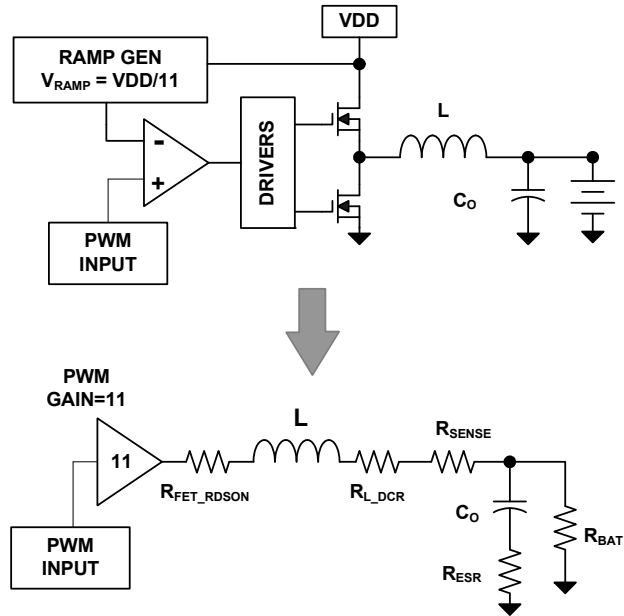 VDD
RAMP GEN
VRAMP = VDD/11
L
-
+
DRIVERS
CO
PWM
INPUT
PWM
GAIN=11
L
RSENSE
11
RFET_RDSON
RL_DCR
CO
RBAT
PWM
INPUT
RESR